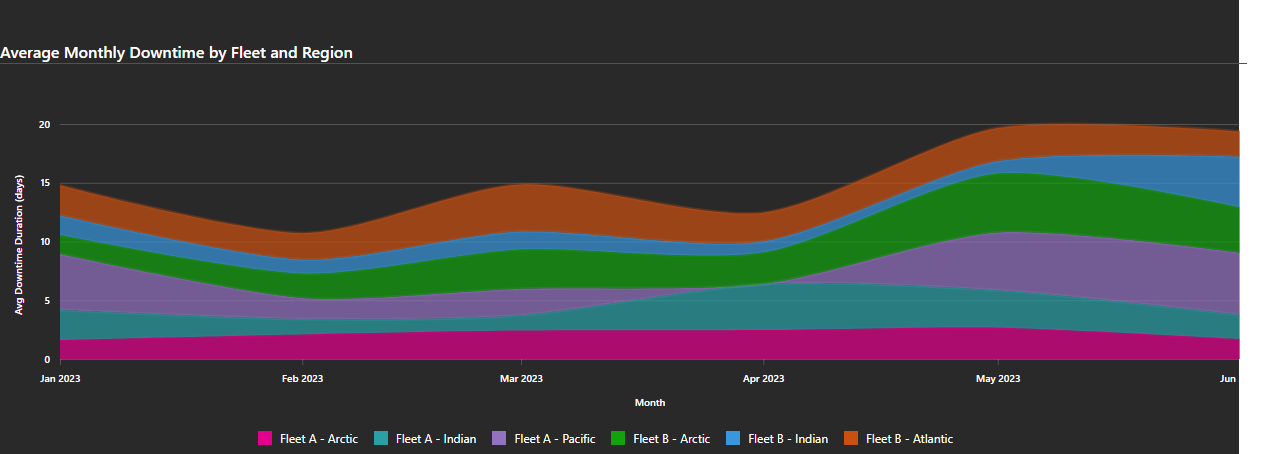 Average Monthly Downtime by Fleet and Region
20
15
10
5
0
Avg Downtime Duration (days)
Jan 2023 Feb 2023 Mar 2023 Apr 2023 May 2023 Jun
Month
Fleet A - Arctic Fleet A - Indian Fleet A - Pacific Fleet B - Arctic Fleet B - Indian Fleet B - Atlantic